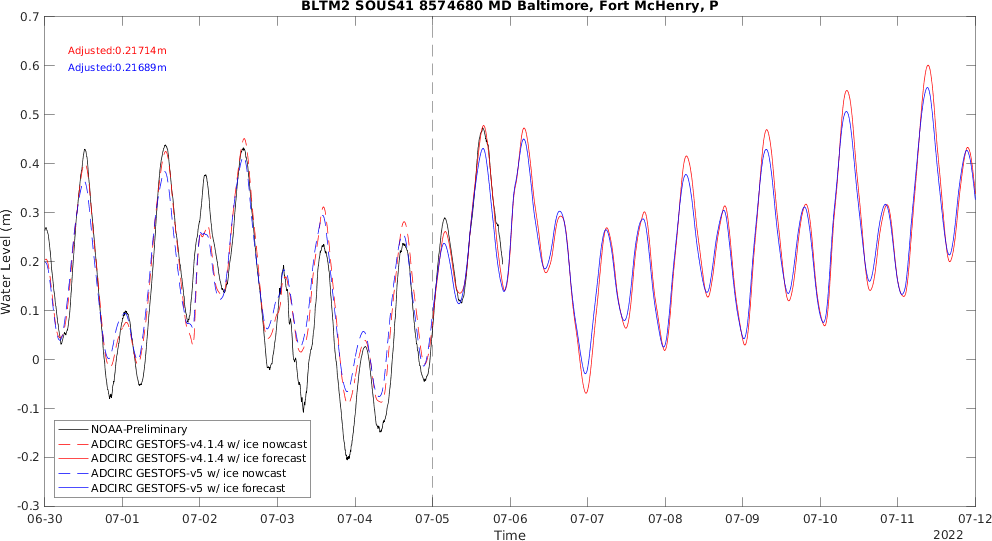 BLTM2 SOUS41 8574680 MD Baltimore, Fort McHenry, P
Adjusted:0.21714m
Adjusted:0.21689m
0.7
0.6
0.5
0.4
0.3
0.2
0.1
0
-0.1
-0.2
-0.3
Water Level (m)
NOAA-Preliminary
ADCIRC GESTOFS-v4.1.4 w/ ice nowcast
ADCIRC GESTOFS-v4.1.4 w/ ice forecast
ADCIRC GESTOFS-v5 w/ ice nowcast
ADCIRC GESTOFS-v5 w/ ice forecast
06-30 07-01 07-02 07-03 07-04 07-05 07-06 07-07 07-08 07-09 07-10 07-11 07-12
Time
2022